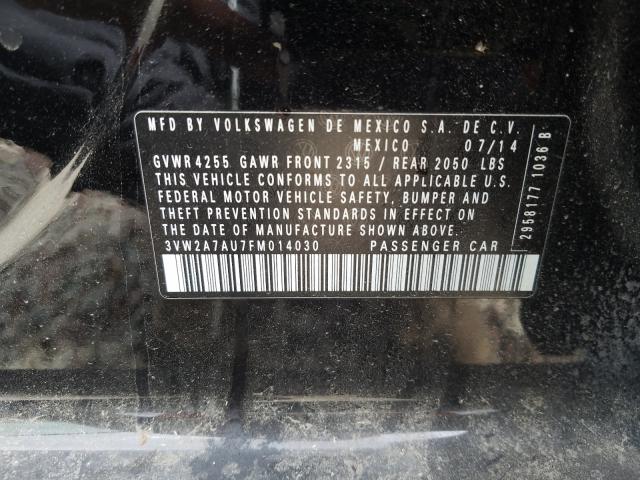 MFD BY VOLKSWAGEN DE MEXICO S.A. DE C.V.
MEXICO 07/14
GVWR 4255 GAWR FRONT 2315 / REAR 2050 LBS
THIS VEHICLE CONFORMS TO ALL APPLICABLE U.S.
FEDERAL MOTOR VEHICLE SAFETY, BUMPER AND
THEFT PREVENTION STANDARDS IN EFFECT ON
THE DATE OF MANUFACTURE SHOWN ABOVE.
3VW2A7AU7FM014030 PASSENGER CAR
2958177 1036 B